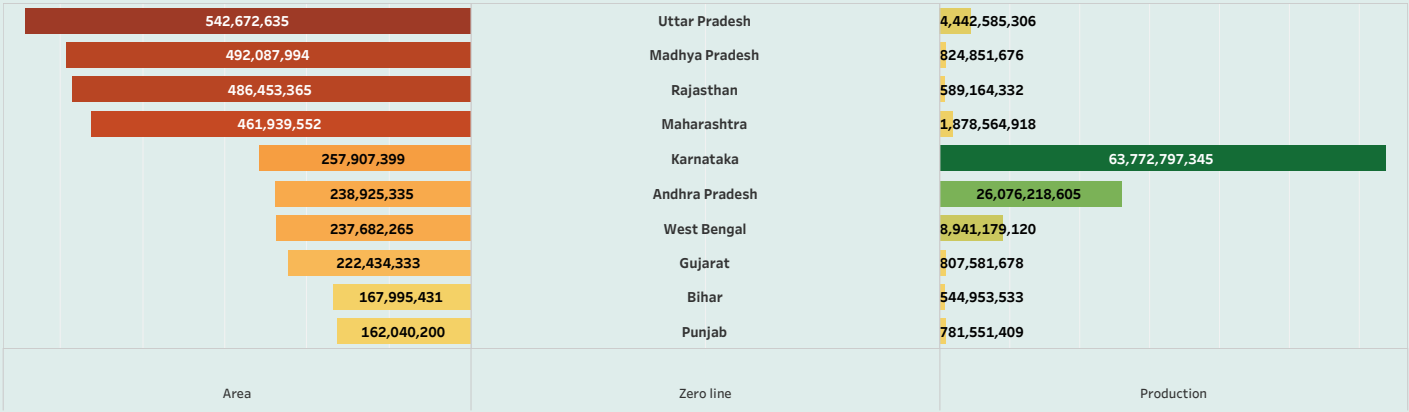 542,672,635 Uttar Pradesh 4,442,585,306
492,087,994 Madhya Pradesh 824,851,676
486,453,365 Rajasthan 589,164,332
461,939,552 Maharashtra 1,878,564,918
257,907,399 Karnataka 63,772,797,345
238,925,335 Andhra Pradesh 26,076,218,605
237,682,265 West Bengal 8,941,179,120
222,434,333 Gujarat 807,581,678
167,995,431 Bihar 544,953,533
162,040,200 Punjab 781,551,409
Area Zero line Production